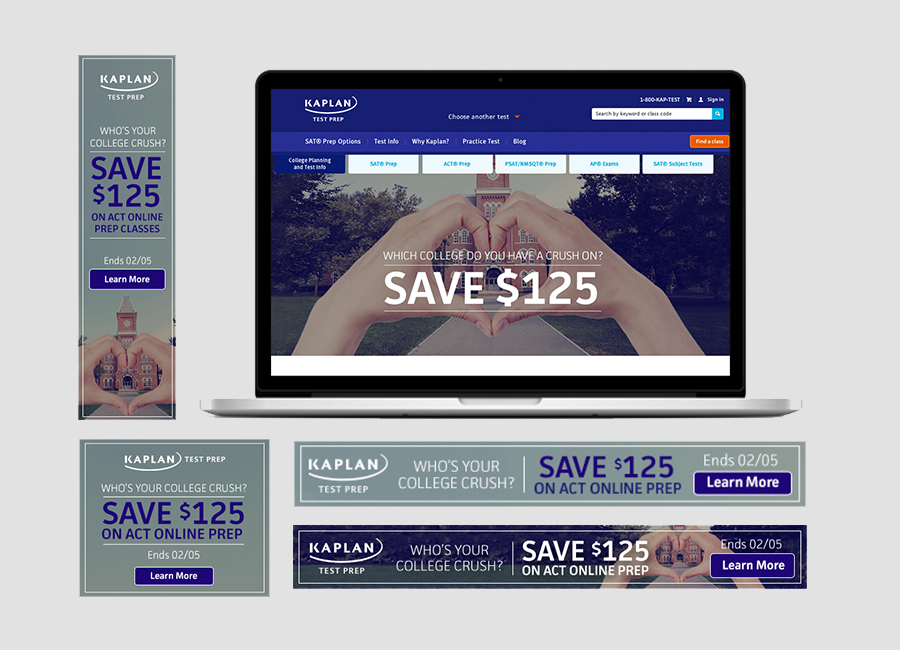 KAPLAN
TEST PREP
WHO'S YOUR
COLLEGE CRUSH?
SAVE
$125
ON ACT ONLINE
PREP CLASSES
Ends 02/05
Learn More
KAPLAN
TEST PREP
Choose another test
1-800-KAP-TEST
Sign in
Search by keyword or class code
SAT® Prep Options
Test Info
Why Kaplan?
Practice Test
Blog
Find a class
College Planning
and Test Info
SAT® Prep
ACT® Prep
PSAT/NMSQT® Prep
AP® Exams
SAT® Subject Tests
WHICH COLLEGE DO YOU HAVE A CRUSH ON?
SAVE $125
KAPLAN TEST PREP
WHO'S YOUR COLLEGE CRUSH?
SAVE $125
ON ACT ONLINE PREP
Ends 02/05
Learn More
KAPLAN
TEST PREP
WHO'S YOUR
COLLEGE CRUSH?
SAVE $125
ON ACT ONLINE PREP
Ends 02/05
Learn More
KAPLAN
TEST PREP
WHO'S YOUR
COLLEGE CRUSH?
SAVE $125
ON ACT ONLINE PREP
Ends 02/05
Learn More